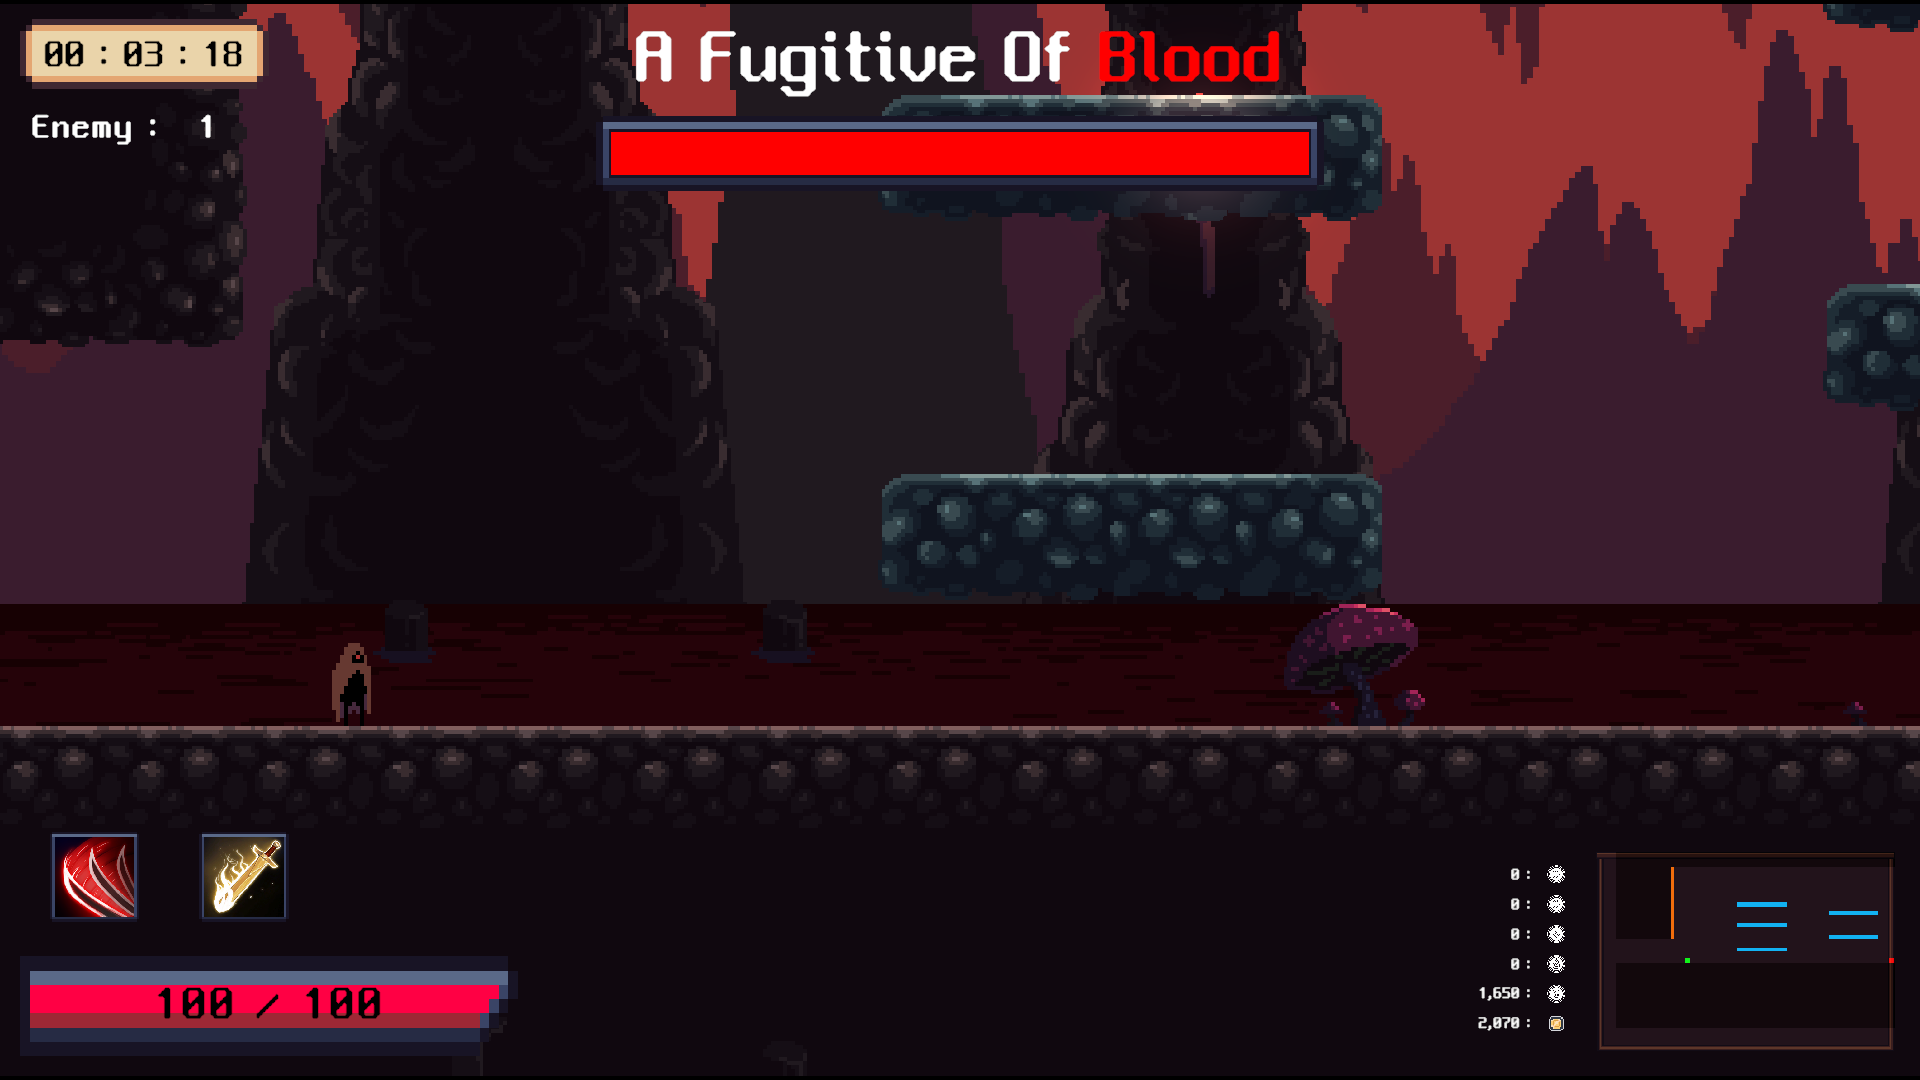 00 : 03 : 18
A Fugitive Of Blood
Enemy : 1
0 :
0 :
0 :
0 :
1,650 :
2,070 :
100 / 100